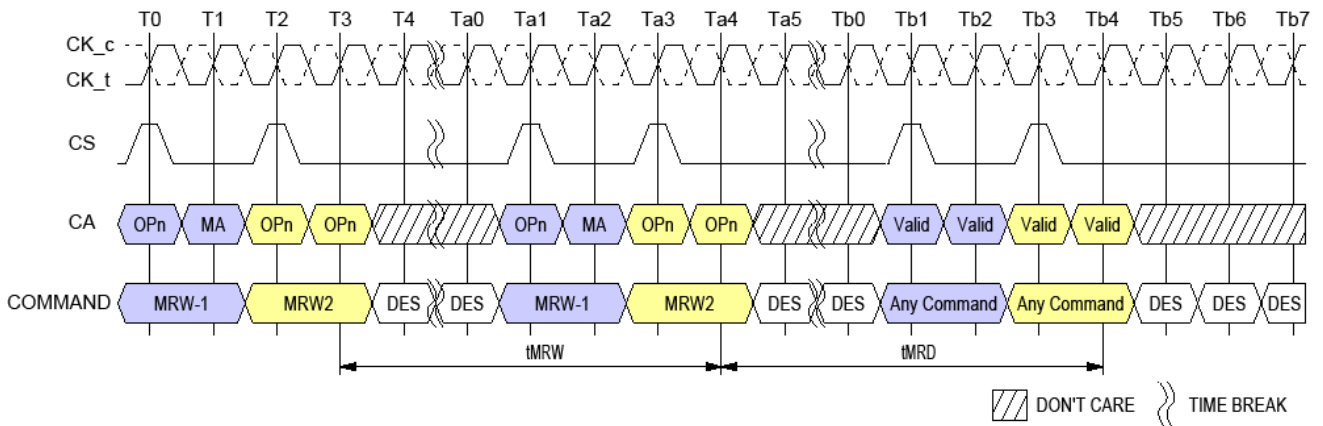 T0 T1 T2 T3 T4 Ta0 Ta1 Ta2 Ta3 Ta4 Ta5 Tb0 Tb1 Tb2 Tb3 Tb4 Tb5 Tb6 Tb7
CK_c
CK_t
CS
CA OPn MA OPn OPn OPn MA OPn OPn Valid Valid Valid Valid
COMMAND MRW-1 MRW2 DES DES MRW-1 MRW2 DES DES Any Command Any Command DES DES DES
tMRW tMRD
DON'T CARE TIME BREAK